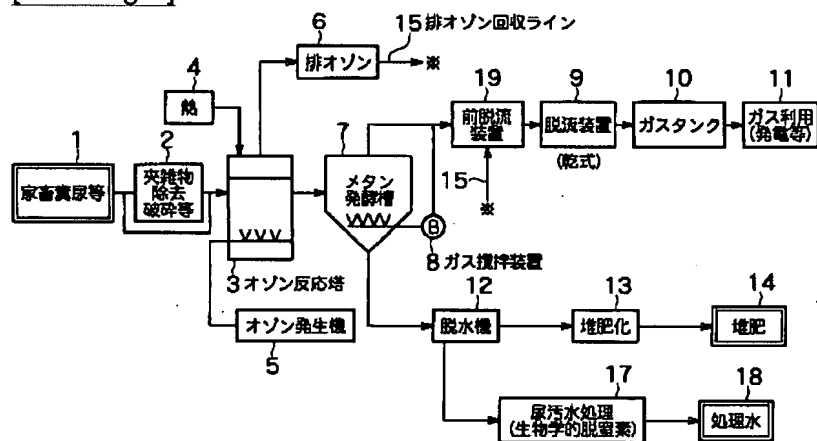 6
15 排オゾン回収ライン
排オゾン
※
4
熱
19
9
10
11
前脱流
装置
脱流装置
(乾式)
ガスタンク
ガス利用
(発電等)
1
2
7
家畜糞尿等
夾雑物
除去
破砕等
メタン
発酵槽
15
※
B
8 ガス撹拌装置
3 オゾン反応塔
12
13
14
オゾン発生機
脱水機
堆肥化
堆肥
5
17
18
尿汚水処理
(生物学的脱窒素)
処理水